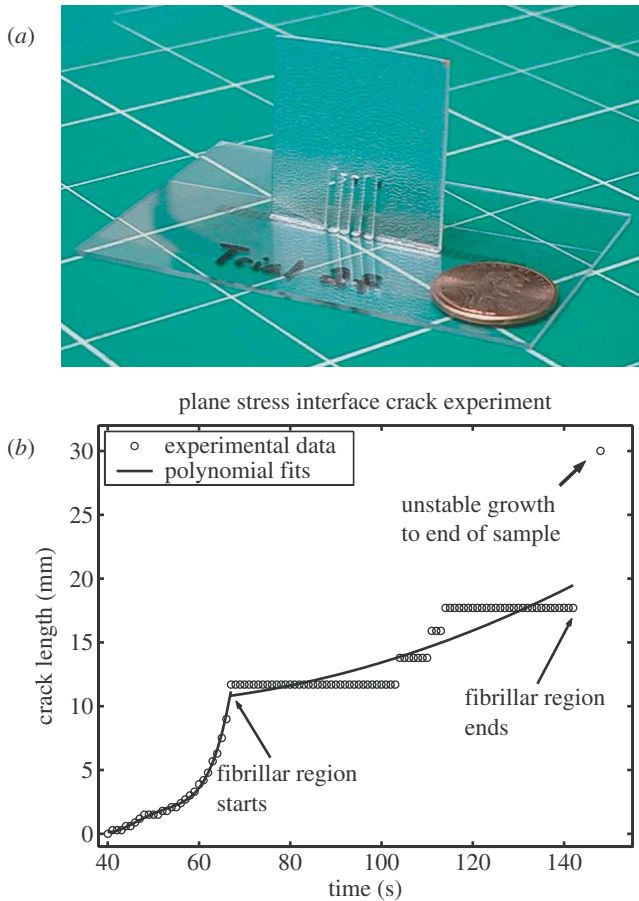 (a)
Trial 2P
plane stress interface crack experiment
(b)
experimental data
polynomial fits
unstable growth
to end of sample
fibrillar region
ends
fibrillar region
starts
crack length (mm)
30
25
20
15
10
5
0
40
60
80
100
120
140
time (s)